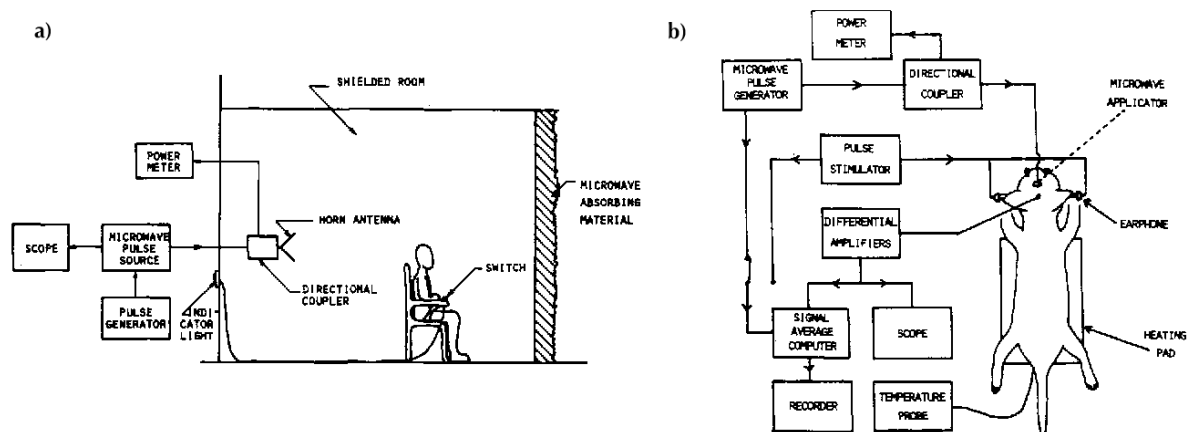 a)
SHIELDED ROOM
POWER
METER
HORN ANTENNA
MICROWAVE
ABSORBING
MATERIAL
SCOPE
MICROWAVE
PULSE
SOURCE
SWITCH
DIRECTIONAL
COUPLER
PULSE
GENERATOR
INDI
CATOR
LIGHT
b)
POWER
METER
MICROWAVE
PULSE
GENERATOR
DIRECTIONAL
COUPLER
MICROWAVE
APPLICATOR
PULSE
STIMULATOR
DIFFERENTIAL
AMPLIFIERS
EARPHONE
SIGNAL
AVERAGE
COMPUTER
SCOPE
HEATING
PAD
RECORDER
TEMPERATURE
PROBE